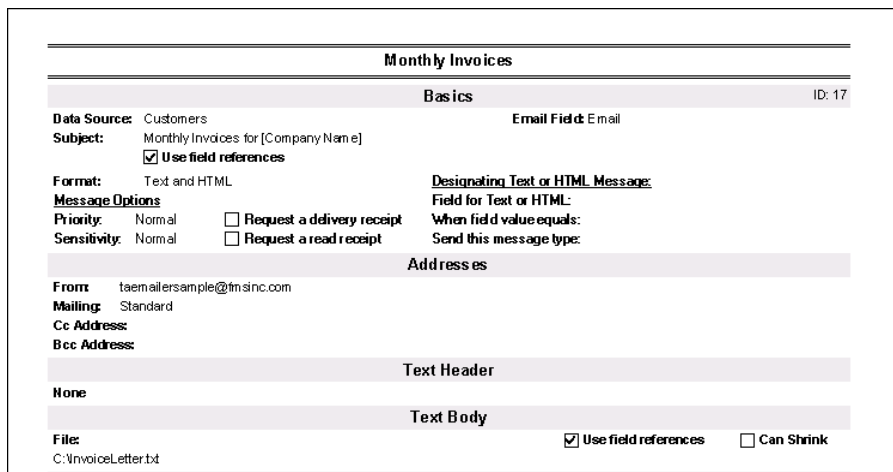 Monthly Invoices
Basics ID: 17
Data Source: Customers Email Field: Email
Subject: Monthly Invoices for [Company Name]
Use field references
Format: Text and HTML Designating Text or HTML Message:
Message Options Field for Text or HTML:
Priority: Normal Request a delivery receipt When field value equals:
Sensitivity: Normal Request a read receipt Send this message type:
Addresses
From: taemailersample@fmsinc.com
Mailing: Standard
Cc Address:
Bcc Address:
Text Header
None
Text Body
File: Use field references Can Shrink
C:\InvoiceLetter.txt